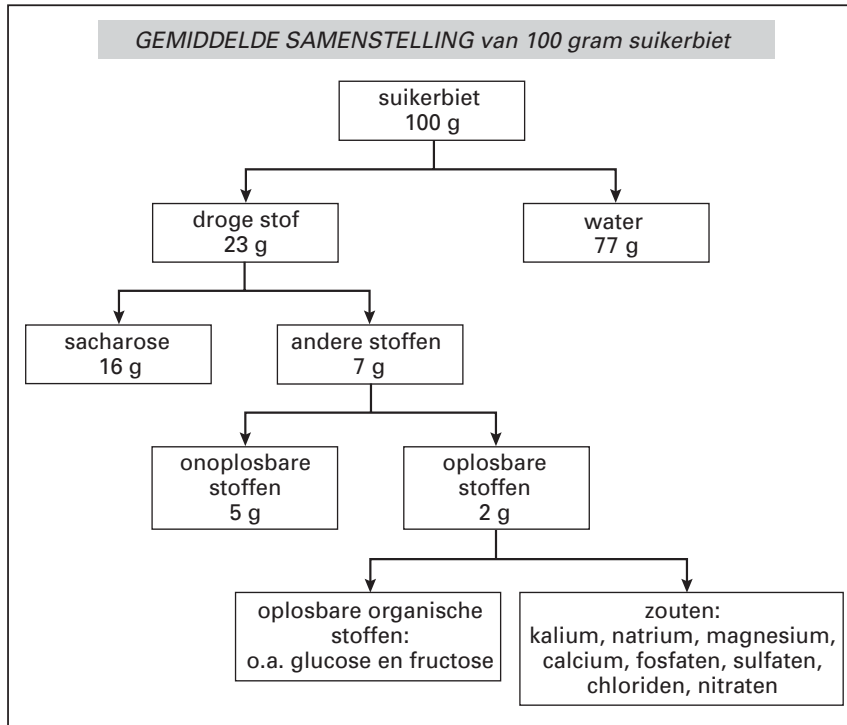 GEMIDDELDE SAMENSTELLING van 100 gram suikerbiet
suikerbiet
100 g
droge stof
23 g
water
77 g
sacharose
16 g
andere stoffen
7 g
onoplosbare
stoffen
5 g
oplosbare
stoffen
2 g
oplosbare organische
stoffen:
o.a. glucose en fructose
zouten:
kalium, natrium, magnesium,
calcium, fosfaten, sulfaten,
chloriden, nitraten